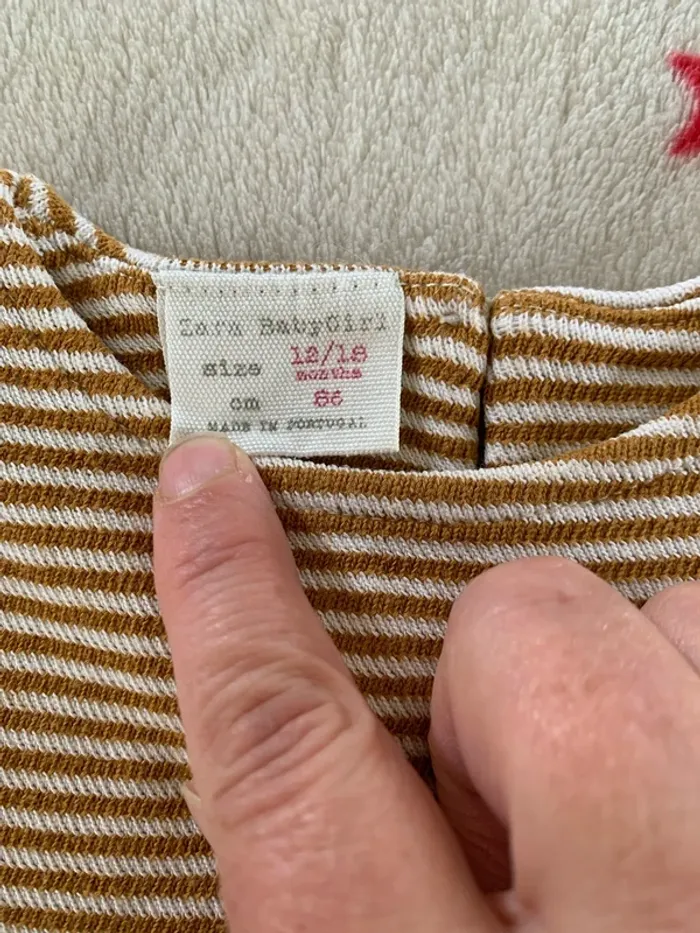 Zara BabyGirl
size 12/18
months
cm 86
MADE IN PORTUGAL